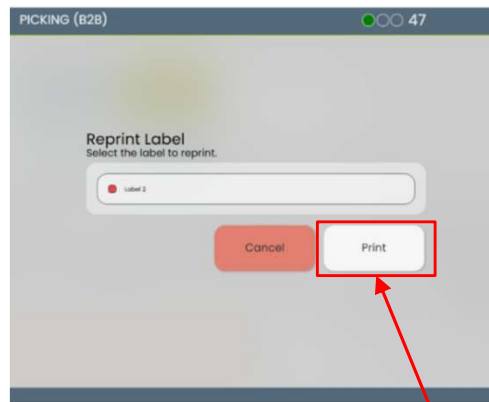 PICKING (B2B)
47
Reprint Label
Select the label to reprint.
Label 2
Cancel
Print